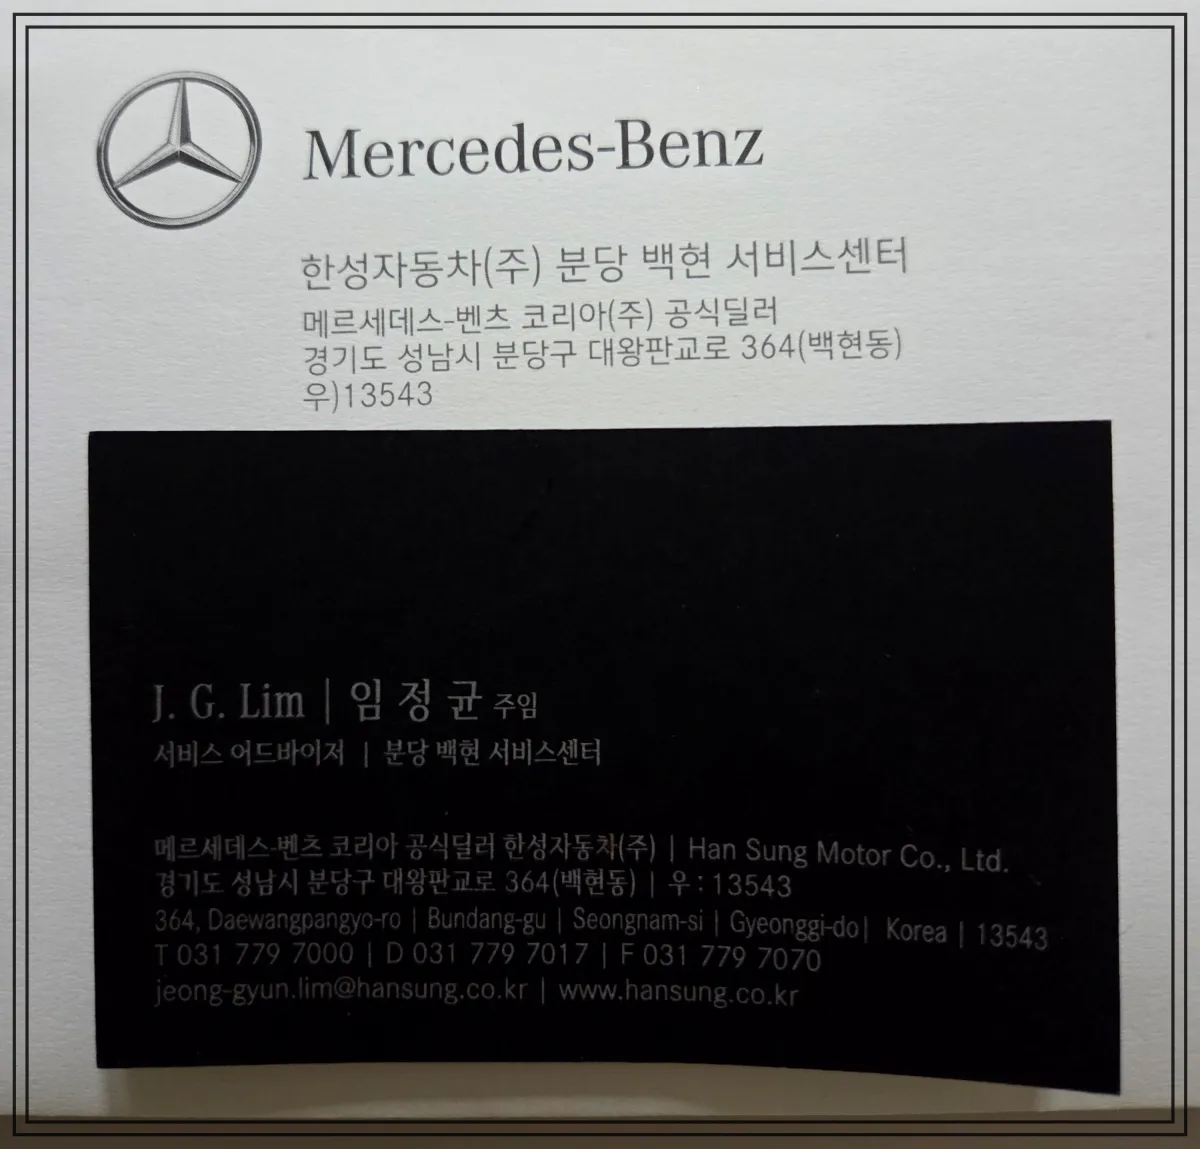 Mercedes-Benz
한성자동차(주) 분당 백현 서비스센터
메르세데스-벤츠 코리아(주) 공식딜러
경기도 성남시 분당구 대왕판교로 364(백현동)
우)13543
J. G. Lim | 임 정 균 주임
서비스 어드바이저 | 분당 백현 서비스센터
메르세데스-벤츠 코리아 공식딜러 한성자동차(주) | Han Sung Motor Co., Ltd.
경기도 성남시 분당구 대왕판교로 364(백현동) | 우 : 13543
364, Daewangpangyo-ro | Bundang-gu | Seongnam-si | Gyeonggi-do | Korea | 13543
T 031 779 7000 | D 031 779 7017 | F 031 779 7070
jeong-gyun.lim@hansung.co.kr | www.hansung.co.kr